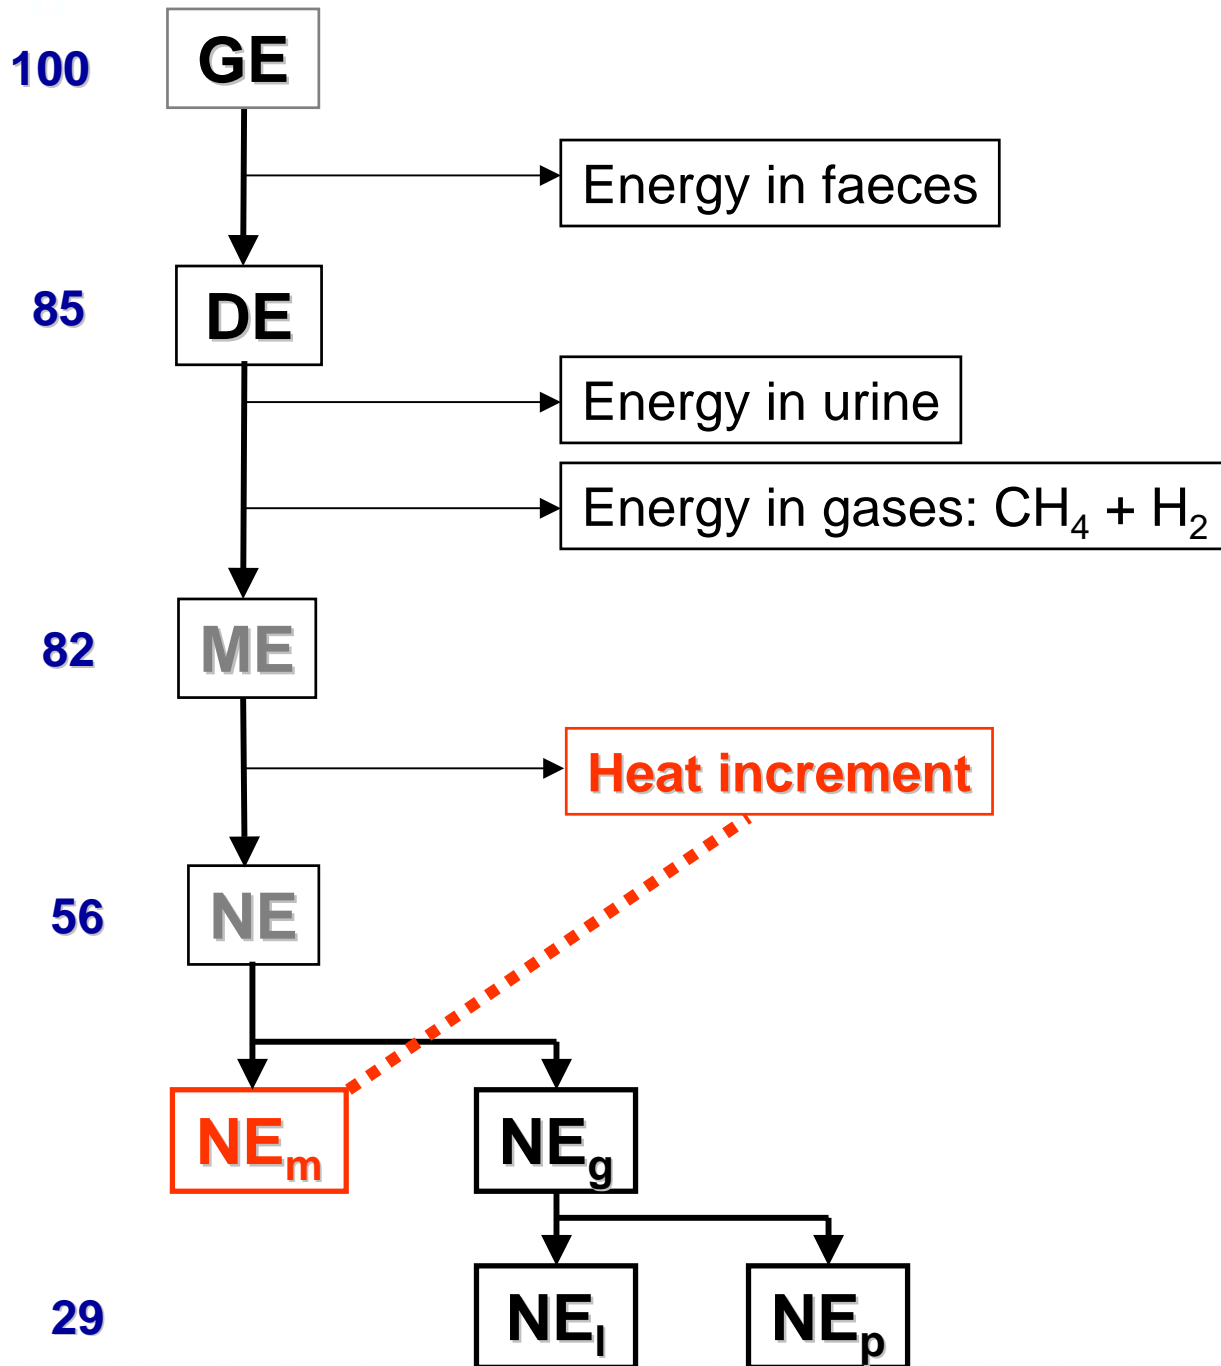 100 GE
Energy in faeces
85 DE
Energy in urine
Energy in gases: CH₄ + H₂
82 ME
Heat increment
56 NE
NEₘ NE_g
29 NEₗ NEₚ